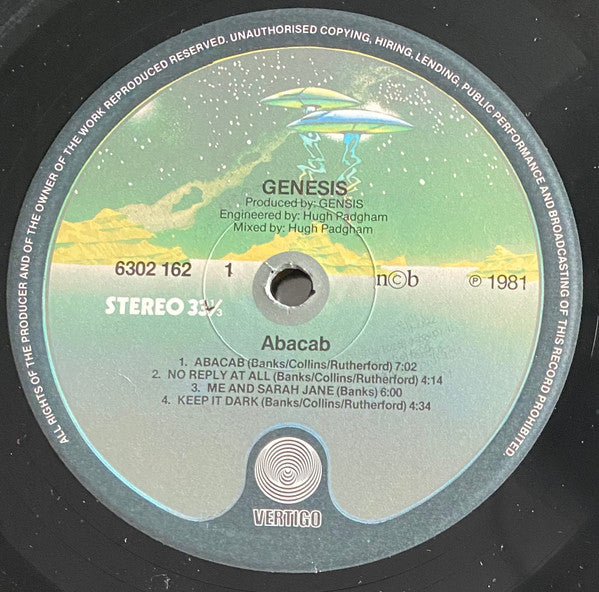 ALL RIGHTS OF THE PRODUCER AND OF THE OWNER OF THE WORK REPRODUCED RESERVED. UNAUTHORISED COPYING, HIRING, LENDING, PUBLIC PERFORMANCE AND BROADCASTING OF THIS RECORD PROHIBITED.
GENESIS
Produced by: GENSIS
Engineered by: Hugh Padgham
Mixed by: Hugh Padgham
6302 162 1 n©b ℗ 1981
STEREO 33⅓
Abacab
1. ABACAB (Banks/Collins/Rutherford) 7:02
2. NO REPLY AT ALL (Banks/Collins/Rutherford) 4:14
3. ME AND SARAH JANE (Banks) 6:00
4. KEEP IT DARK (Banks/Collins/Rutherford) 4:34
VERTIGO